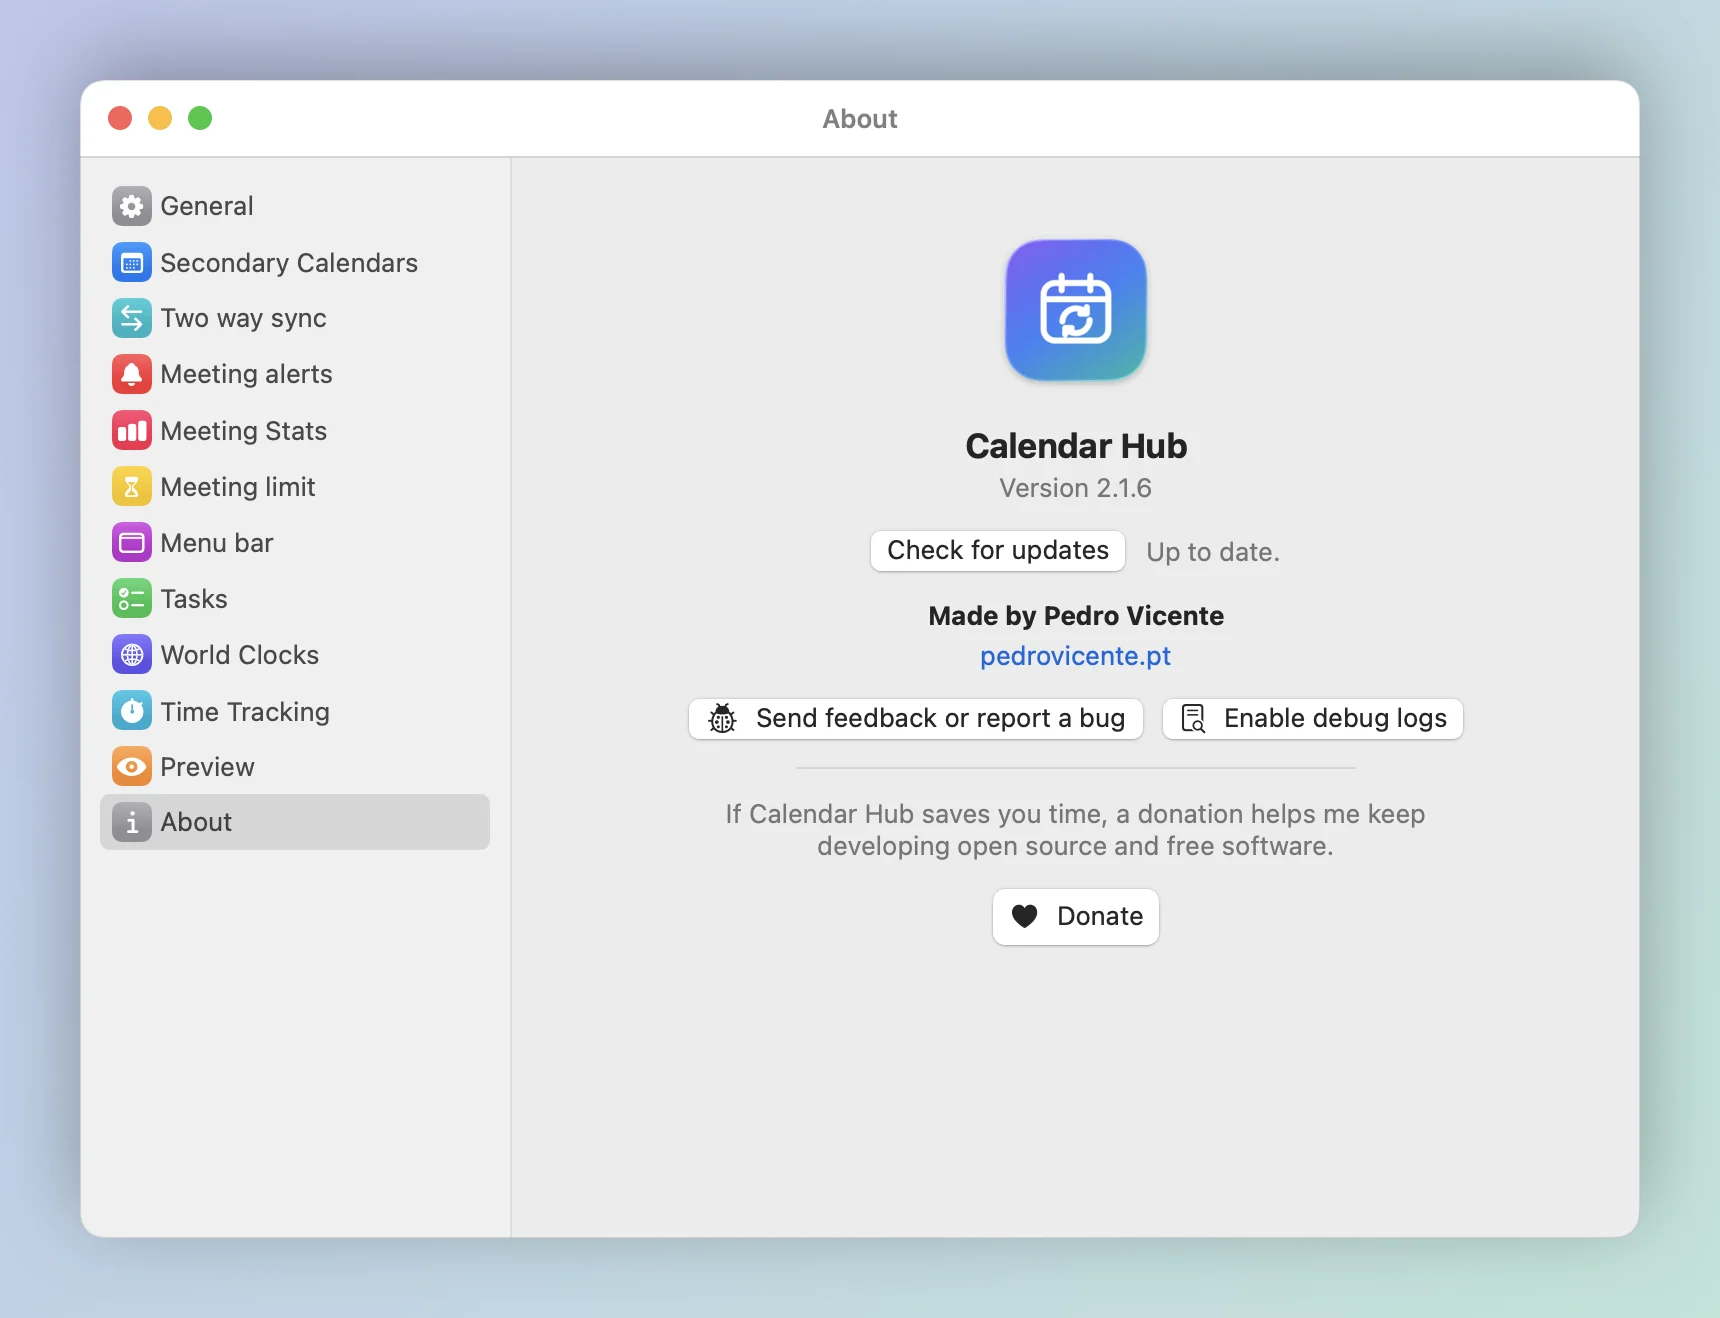 About
General
Secondary Calendars
Two way sync
Meeting alerts
Meeting Stats
Meeting limit
Menu bar
Tasks
World Clocks
Time Tracking
Preview
About
Calendar Hub
Version 2.1.6
Check for updates Up to date.
Made by Pedro Vicente
pedrovicente.pt
Send feedback or report a bug Enable debug logs
If Calendar Hub saves you time, a donation helps me keep
developing open source and free software.
Donate